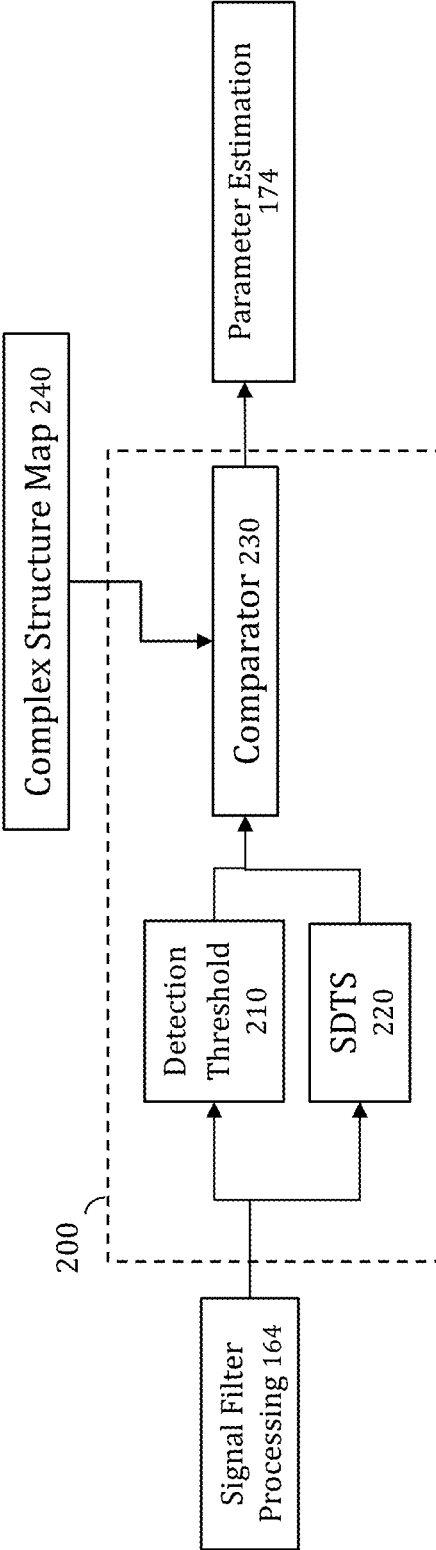 Complex Structure Map 240
200
Signal Filter
Processing 164
Detection
Threshold
210
SDTS
220
Comparator 230
Parameter Estimation
174